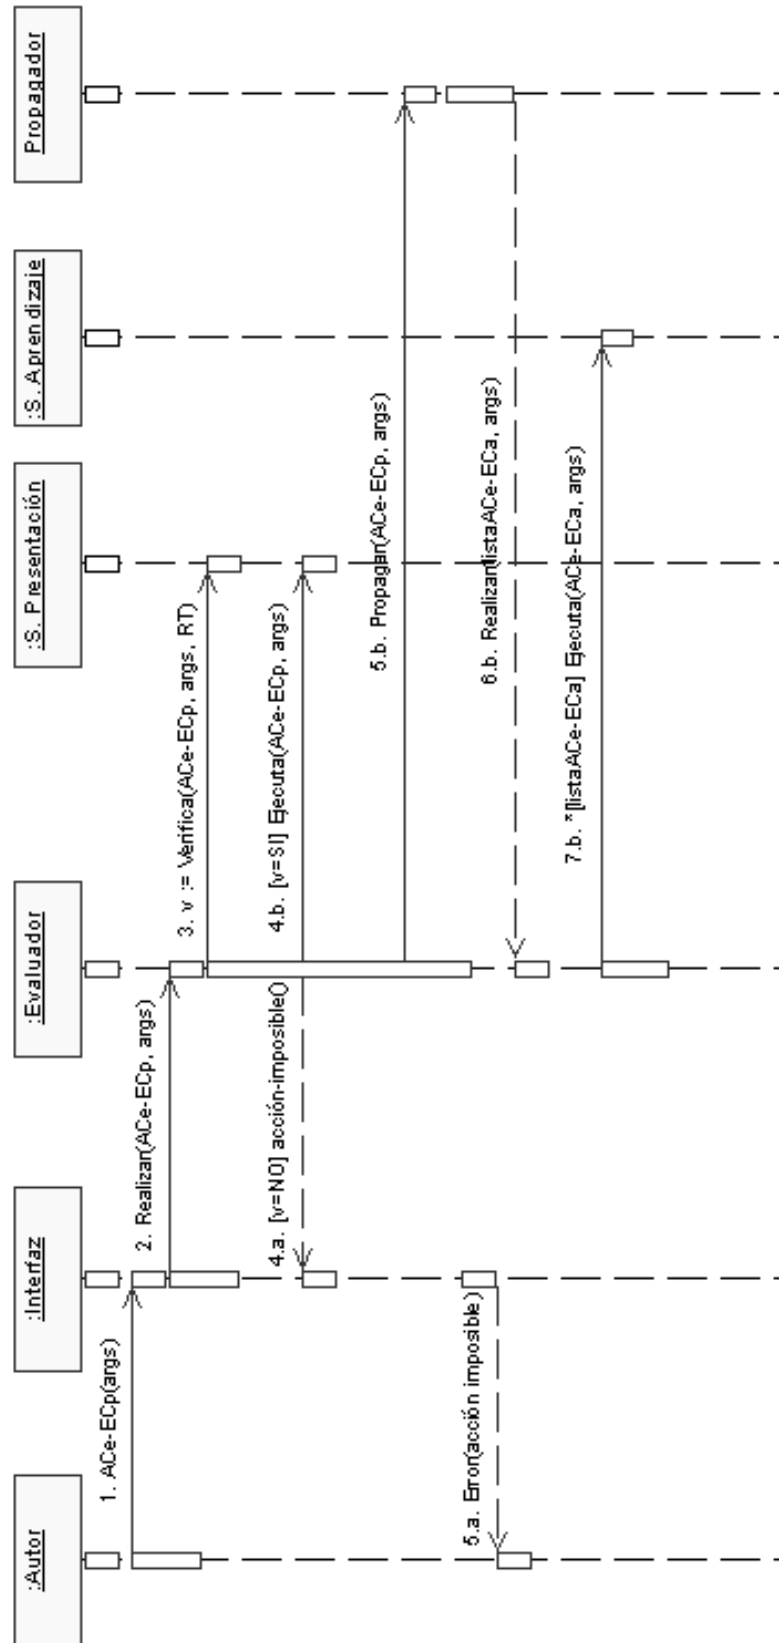 :Autor
:Interfaz
:Evaluador
:S. Presentación
:S. Aprendizaje
Propagador
1. ACe-ECp(args)
2. Realizar(ACe-ECp, args)
3. v := Verifica(ACe-ECp, args, RT)
4.a. [v=NO] acción-imposible()
4.b. [v=SI] Ejecuta(ACe-ECp, args)
5.b. Propagar(ACe-ECp, args)
5.a. Error(acción imposible)
6.b. Realizar(listaACe-ECa, args)
7.b. *[listaACe-ECa] Ejecuta(ACe-ECa, args)